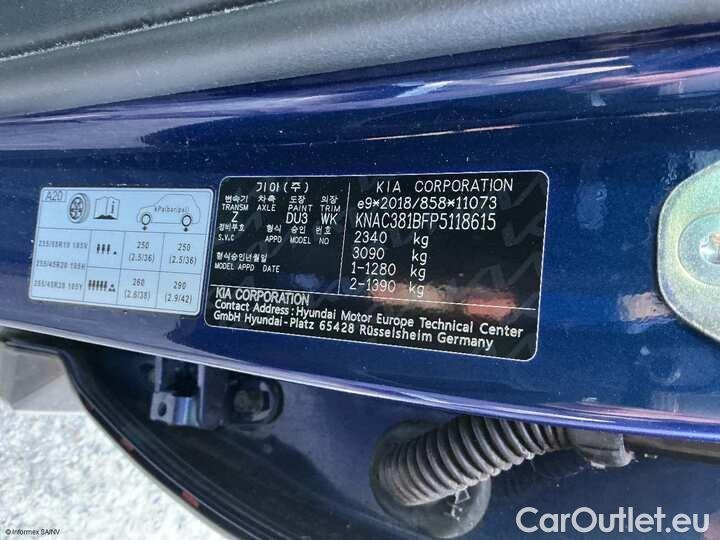 A20
kPa(bar/psi)
235/55R19 105V 250 (2.5/36) 250 (2.5/36)
255/45R20 105H
255/45R20 105Y 260 (2.6/38) 290 (2.9/42)
기아(주) KIA CORPORATION
변속기 차축 도장 외장 e9*2018/858*11073
TRANSM AXLE PAINT TRIM
Z DU3 WK KNAC381BFP5118615
정비부호 형식 승인 번호 2340 kg
S.V.C APPD MODEL NO. 3090 kg
형식승인년월일 1-1280 kg
MODEL APPD DATE 2-1390 kg
KIA CORPORATION
Contact Address : Hyundai Motor Europe Technical Center
GmbH Hyundai-Platz 65428 Rüsselsheim Germany
© Informex SA/NV
CarOutlet.eu